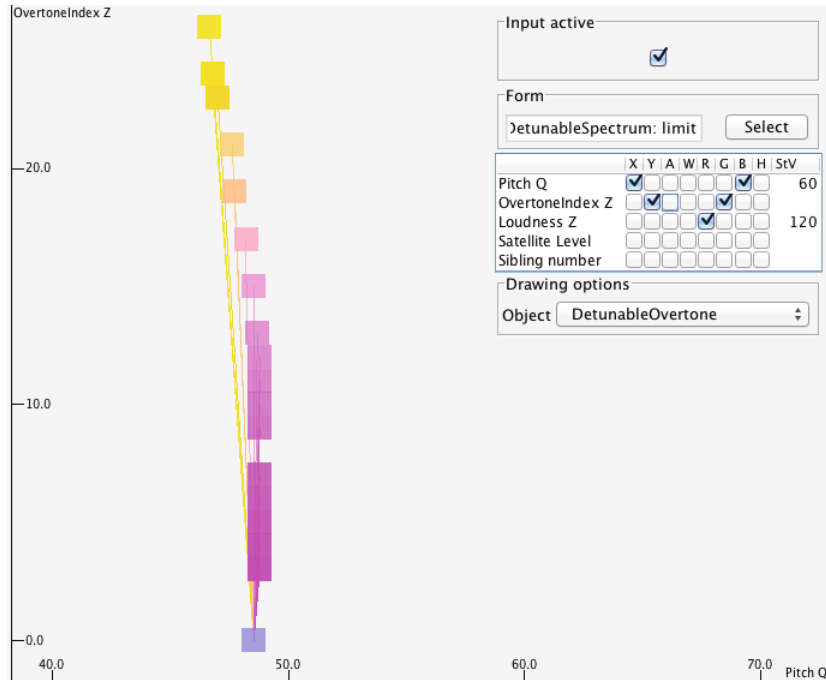 OvertoneIndex Z
20.0
10.0
0.0
40.0
50.0
60.0
70.0
Pitch Q
Input active
Form
DetunableSpectrum: limit
Select
X Y A W R G B H StV
Pitch Q 60
OvertoneIndex Z
Loudness Z 120
Satellite Level
Sibling number
Drawing options
Object DetunableOvertone